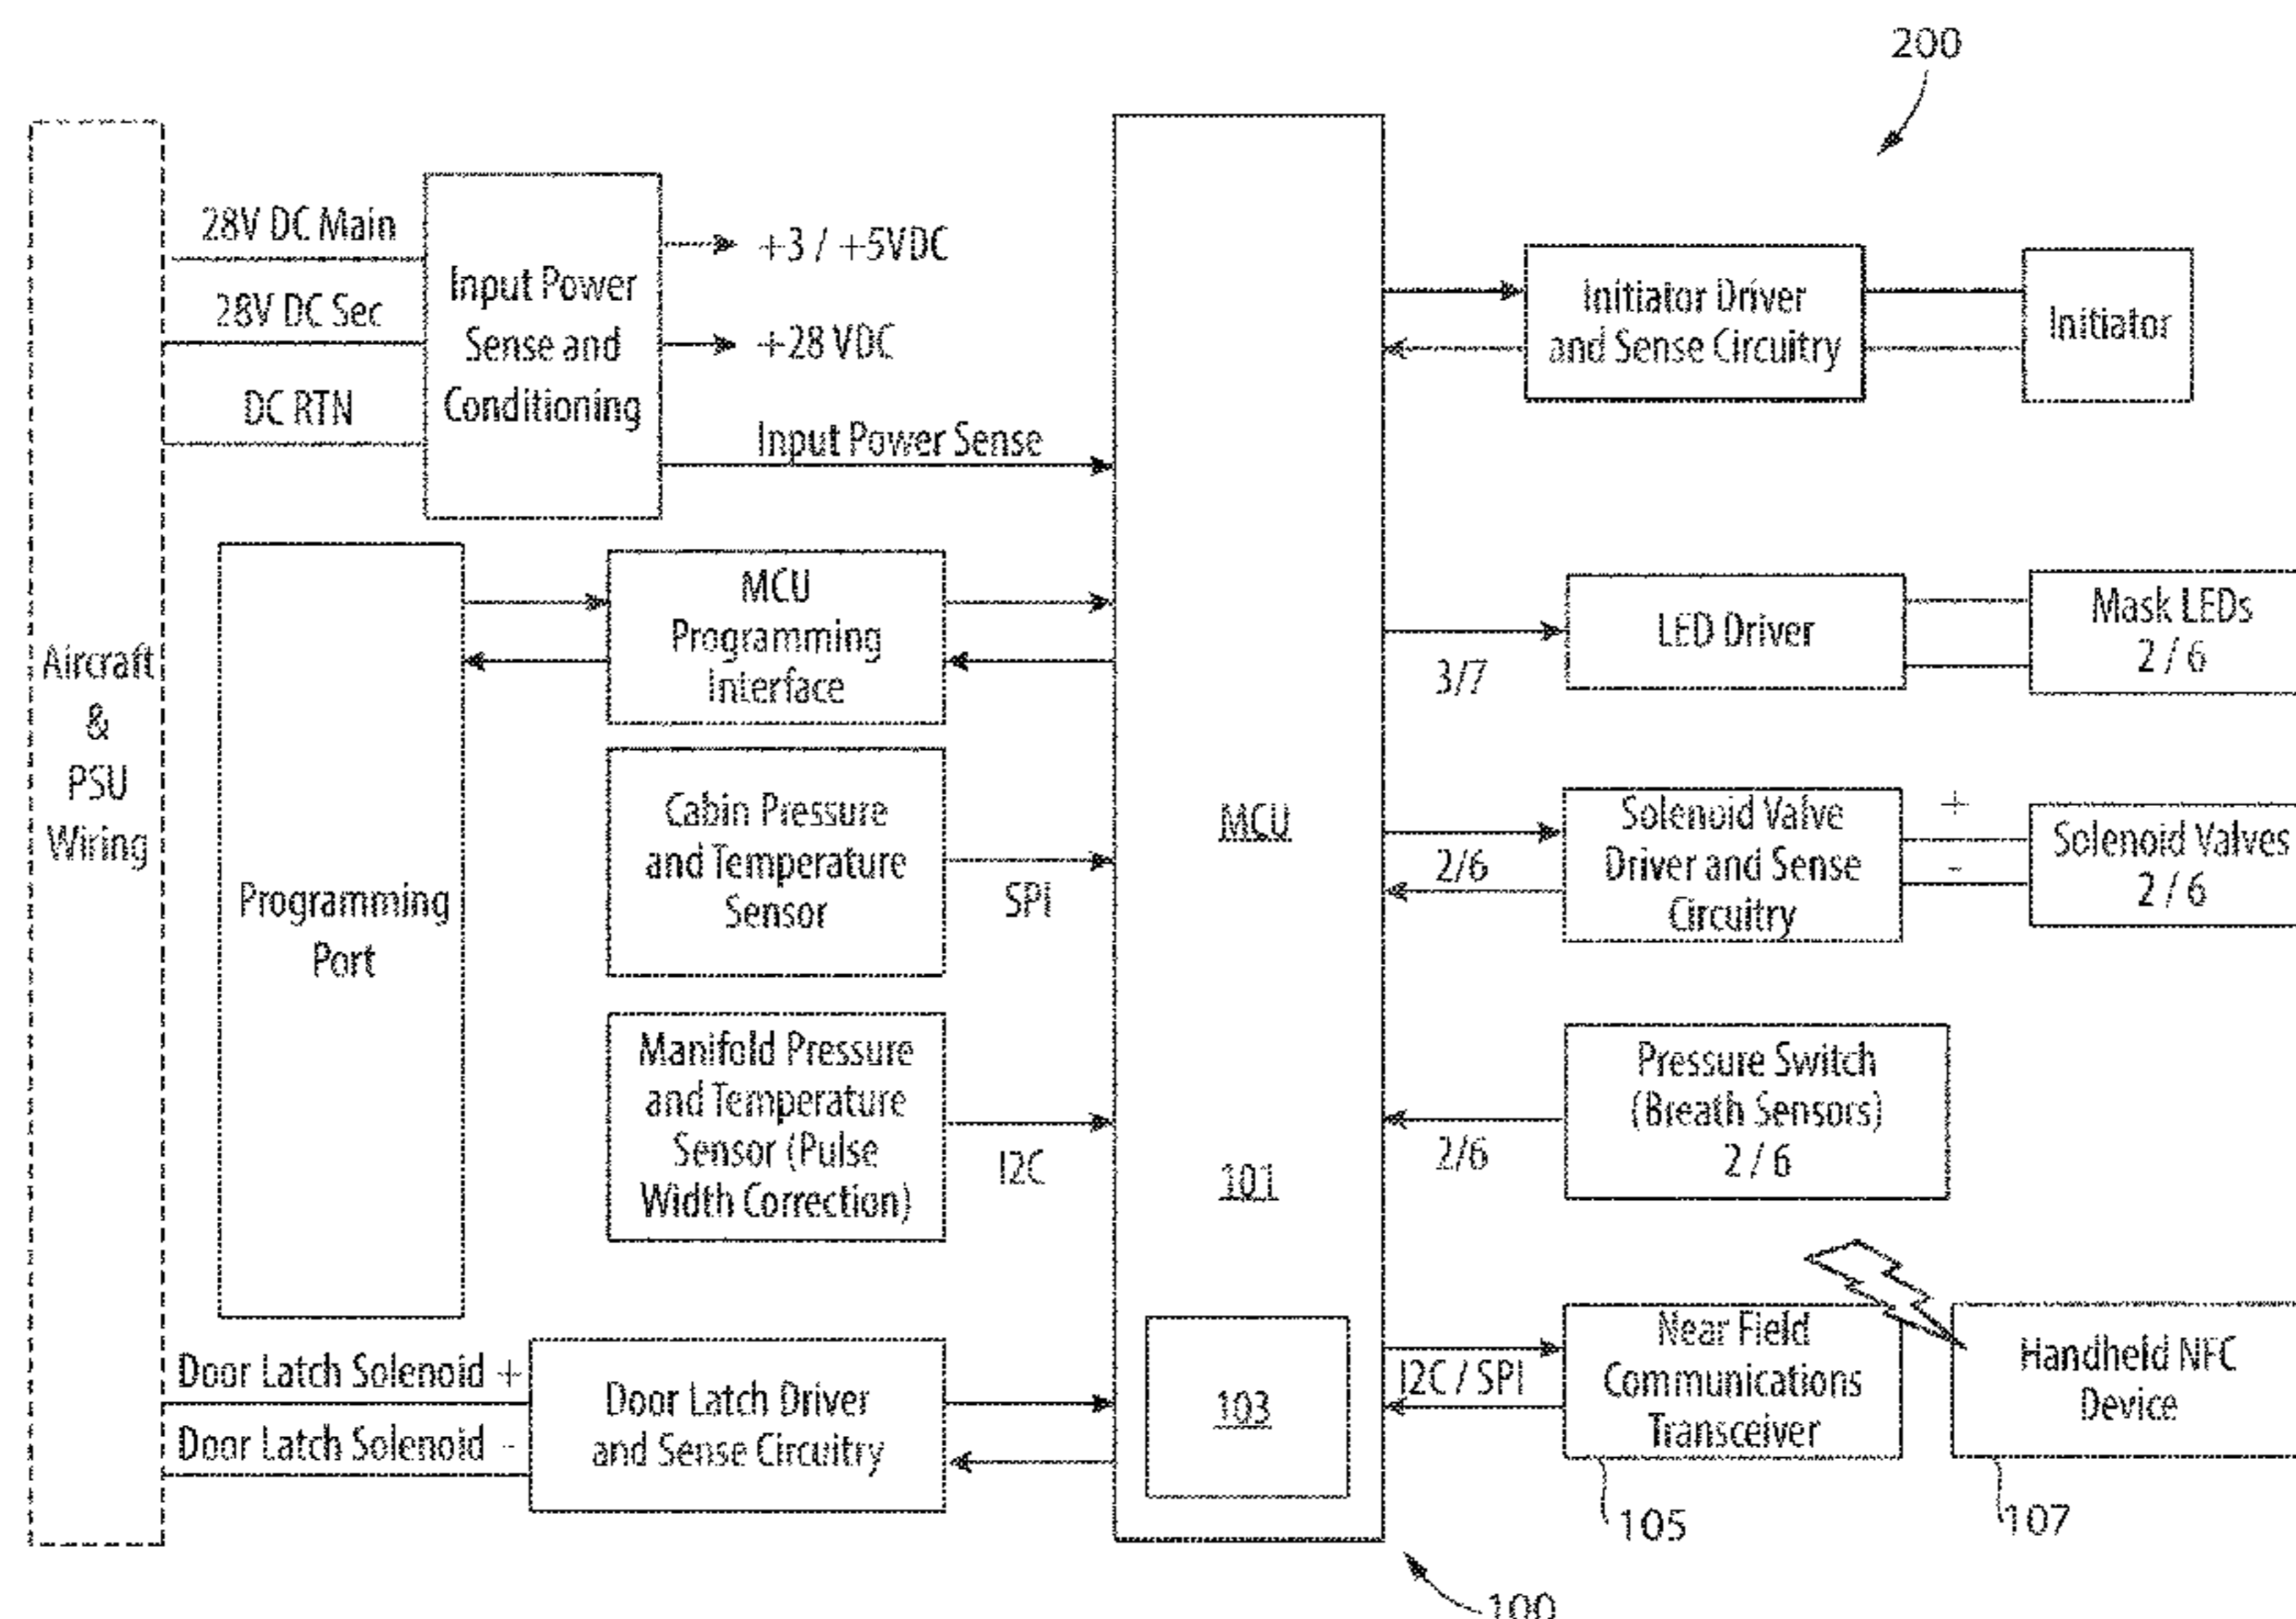 200
28V DC Main
28V DC Sec
DC RTN
Input Power
Sense and
Conditioning
+3 / +5VDC
+28 VDC
Input Power Sense
Initiator Driver
and Sense Circuitry
Initiator
Aircraft
&
PSU
Wiring
Programming
Port
MCU
Programming
Interface
Cabin Pressure
and Temperature
Sensor
SPI
Manifold Pressure
and Temperature
Sensor (Pulse
Width Correction)
I2C
Door Latch Solenoid +
Door Latch Solenoid -
Door Latch Driver
and Sense Circuitry
MCU
101
103
LED Driver
3/7
Mask LEDs
2 / 6
Solenoid Valve
Driver and Sense
Circuitry
2/6
+
-
Solenoid Valves
2 / 6
Pressure Switch
(Breath Sensors)
2 / 6
2/6
Near Field
Communications
Transceiver
I2C / SPI
Handheld NFC
Device
105
107
100